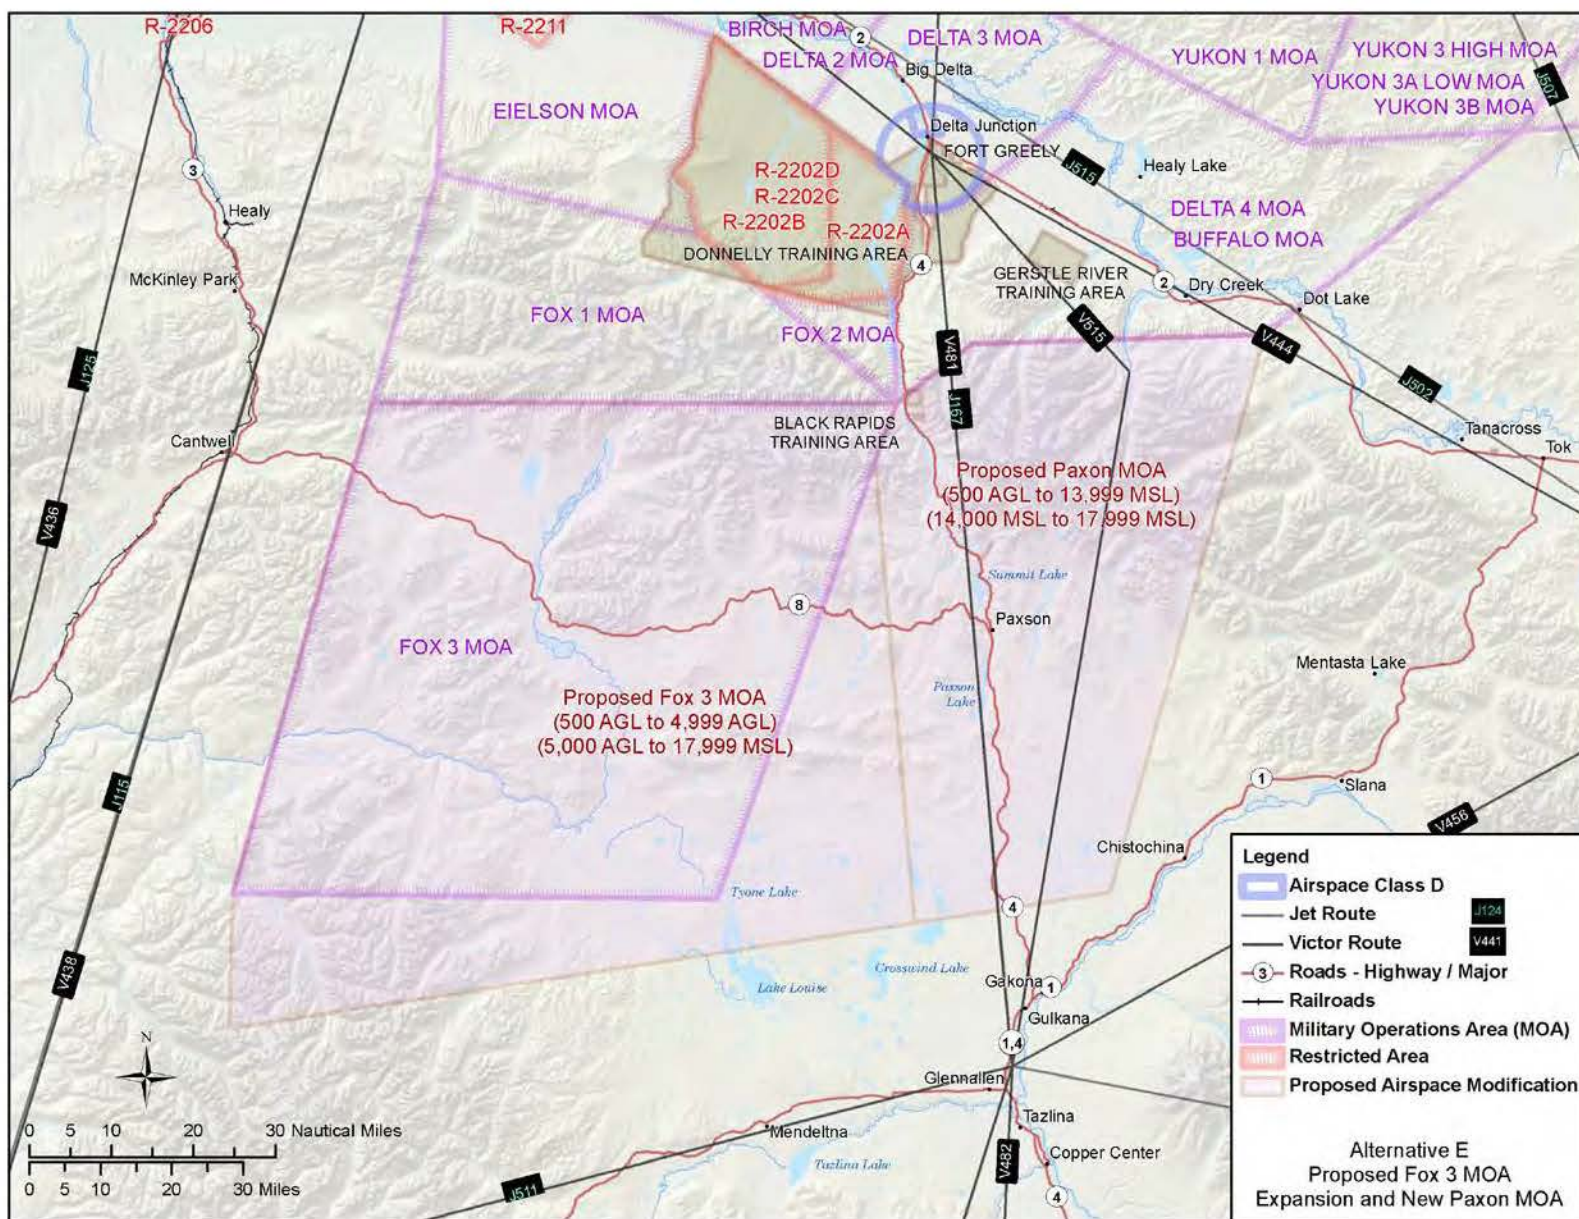 R-2206
R-2211
BIRCH MOA
2
DELTA 3 MOA
DELTA 2 MOA
Big Delta
YUKON 1 MOA
YUKON 3 HIGH MOA
YUKON 3A LOW MOA
YUKON 3B MOA
J507
EIELSON MOA
Delta Junction
FORT GREELY
J515
Healy Lake
3
R-2202D
R-2202C
R-2202B
R-2202A
DONNELLY TRAINING AREA
4
Healy
DELTA 4 MOA
BUFFALO MOA
McKinley Park
GERSTLE RIVER
TRAINING AREA
2
Dry Creek
Dot Lake
FOX 1 MOA
FOX 2 MOA
V481
V515
V444
J125
J167
J502
BLACK RAPIDS
TRAINING AREA
Cantwell
Tanacross
Tok
Proposed Paxon MOA
(500 AGL to 13,999 MSL)
(14,000 MSL to 17,999 MSL)
V436
Summit Lake
8
Paxson
FOX 3 MOA
Mentasta Lake
Paxson
Lake
Proposed Fox 3 MOA
(500 AGL to 4,999 AGL)
(5,000 AGL to 17,999 MSL)
J115
1
Slana
V456
Chistochina
Tyone Lake
4
V438
Crosswind Lake
Lake Louise
Gakona
1
Gulkana
N
1,4
Glennallen
Tazlina
Mendeltna
Copper Center
Tazlina Lake
V482
J511
4
0 5 10 20 30 Nautical Miles
0 5 10 20 30 Miles
Legend
Airspace Class D
Jet Route J124
Victor Route V441
3 Roads - Highway / Major
Railroads
Military Operations Area (MOA)
Restricted Area
Proposed Airspace Modification
Alternative E
Proposed Fox 3 MOA
Expansion and New Paxon MOA